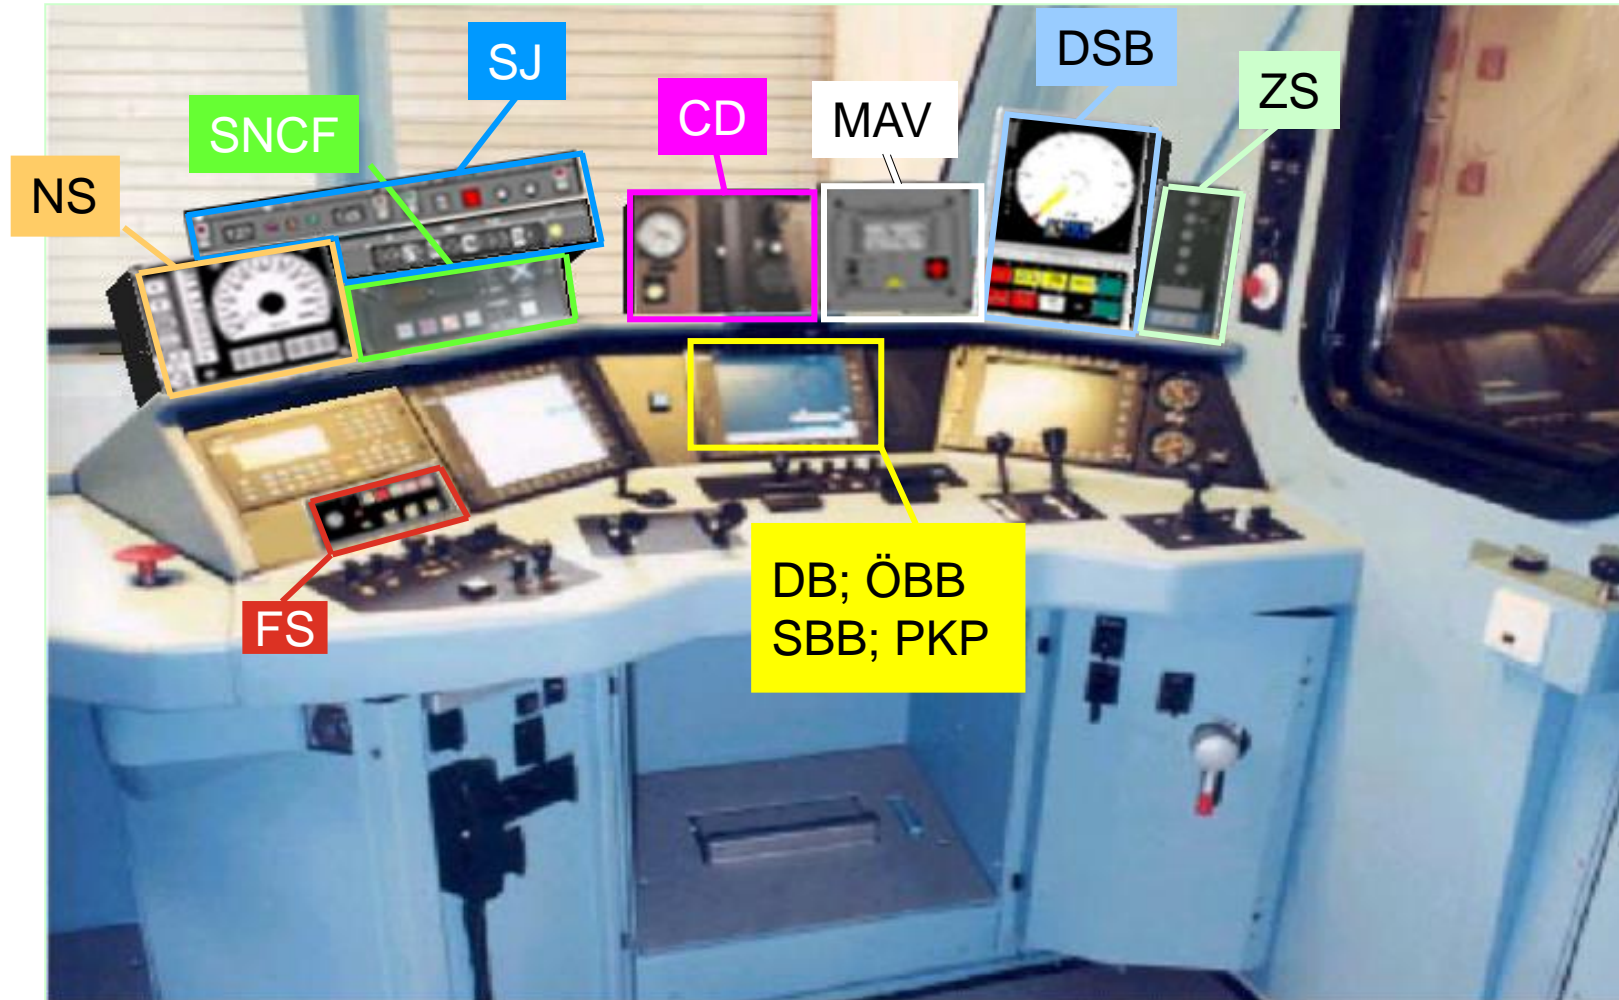 SJ
DSB
ZS
CD
MAV
SNCF
NS
DB; ÖBB
SBB; PKP
FS